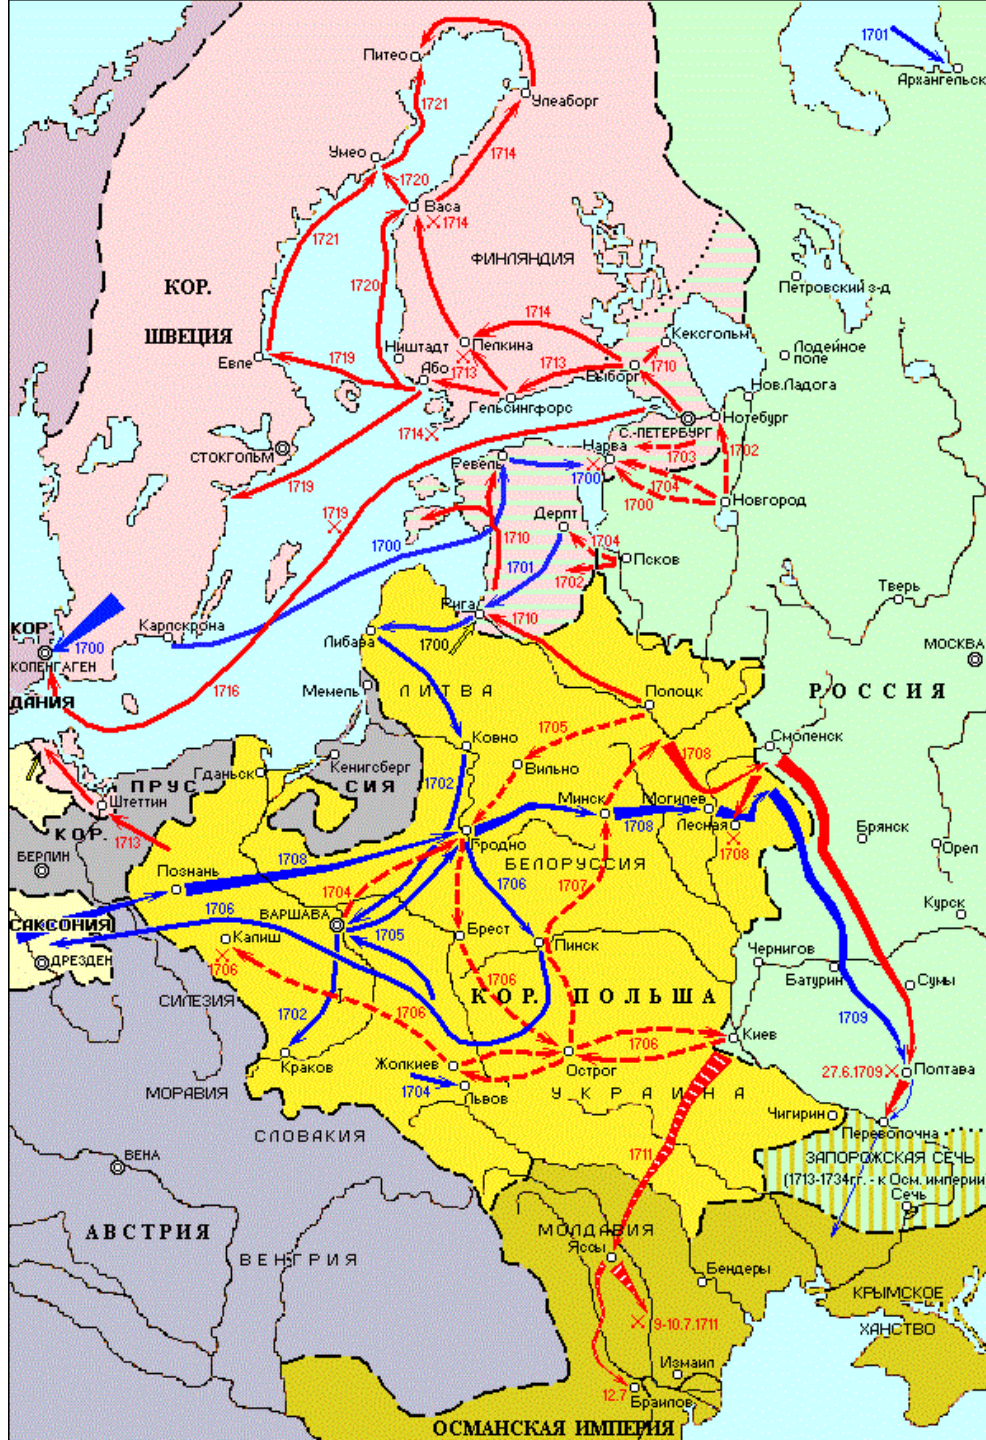 1701
Архангельск
Питео
Улеаборг
1721
Умео
1714
1720
Васа
1714
1721
ФИНЛЯНДИЯ
КОР.
1720
Петровский з-д
1714
ШВЕЦИЯ
Кексгольм
Ништадт
Пелкина
Лодейное
поле
Евле
1719
Або
1713
1713
Выборг
1710
Нов.Ладога
Гельсингфорс
Нотебург
1714
С.-ПЕТЕРБУРГ
СТОКГОЛЬМ
Нарва
1703
1702
Ревель
1700
1719
1704
1700
Новгород
1719
Дерпт
1700
1710
1704
Псков
1701
1702
Тверь
Рига
1710
КОР.
Карлскрона
1700
1700
Либава
1700
МОСКВА
КОПЕНГАГЕН
1716
Мемель
ЛИТВА
Полоцк
РОССИЯ
ДАНИЯ
1705
Ковно
1708
Смоленск
Гданьск
Кенигсберг
Вильно
ПРУС
СИЯ
1702
Штеттин
Минск
Могилев
КОР.
1708
Лесная
Брянск
1713
Гродно
1708
Орел
БЕРЛИН
1708
БЕЛОРУССИЯ
Познань
1704
1706
1707
Курск
1706
ВАРШАВА
САКСОНИЯ
1705
Брест
Калиш
Пинск
Чернигов
ДРЕЗДЕН
1706
1706
Батурин
Сумы
СИЛЕЗИЯ
1702
1706
КОР. ПОЛЬША
1709
Киев
1706
Краков
Жолкиев
Острог
27.6.1709
Полтава
МОРАВИЯ
1704
Львов
УКРАИНА
Чигирин
СЛОВАКИЯ
Переволочна
ВЕНА
1711
ЗАПОРОЖСКАЯ СЕЧЬ
(1713-1734гг. - к Осм. империи
Сечь
АВСТРИЯ
МОЛДАВИЯ
ВЕНГРИЯ
Яссы
Бендеры
КРЫМСКОЕ
9-10.7.1711
ХАНСТВО
Измаил
12.7
Браилов
ОСМАНСКАЯ ИМПЕРИЯ